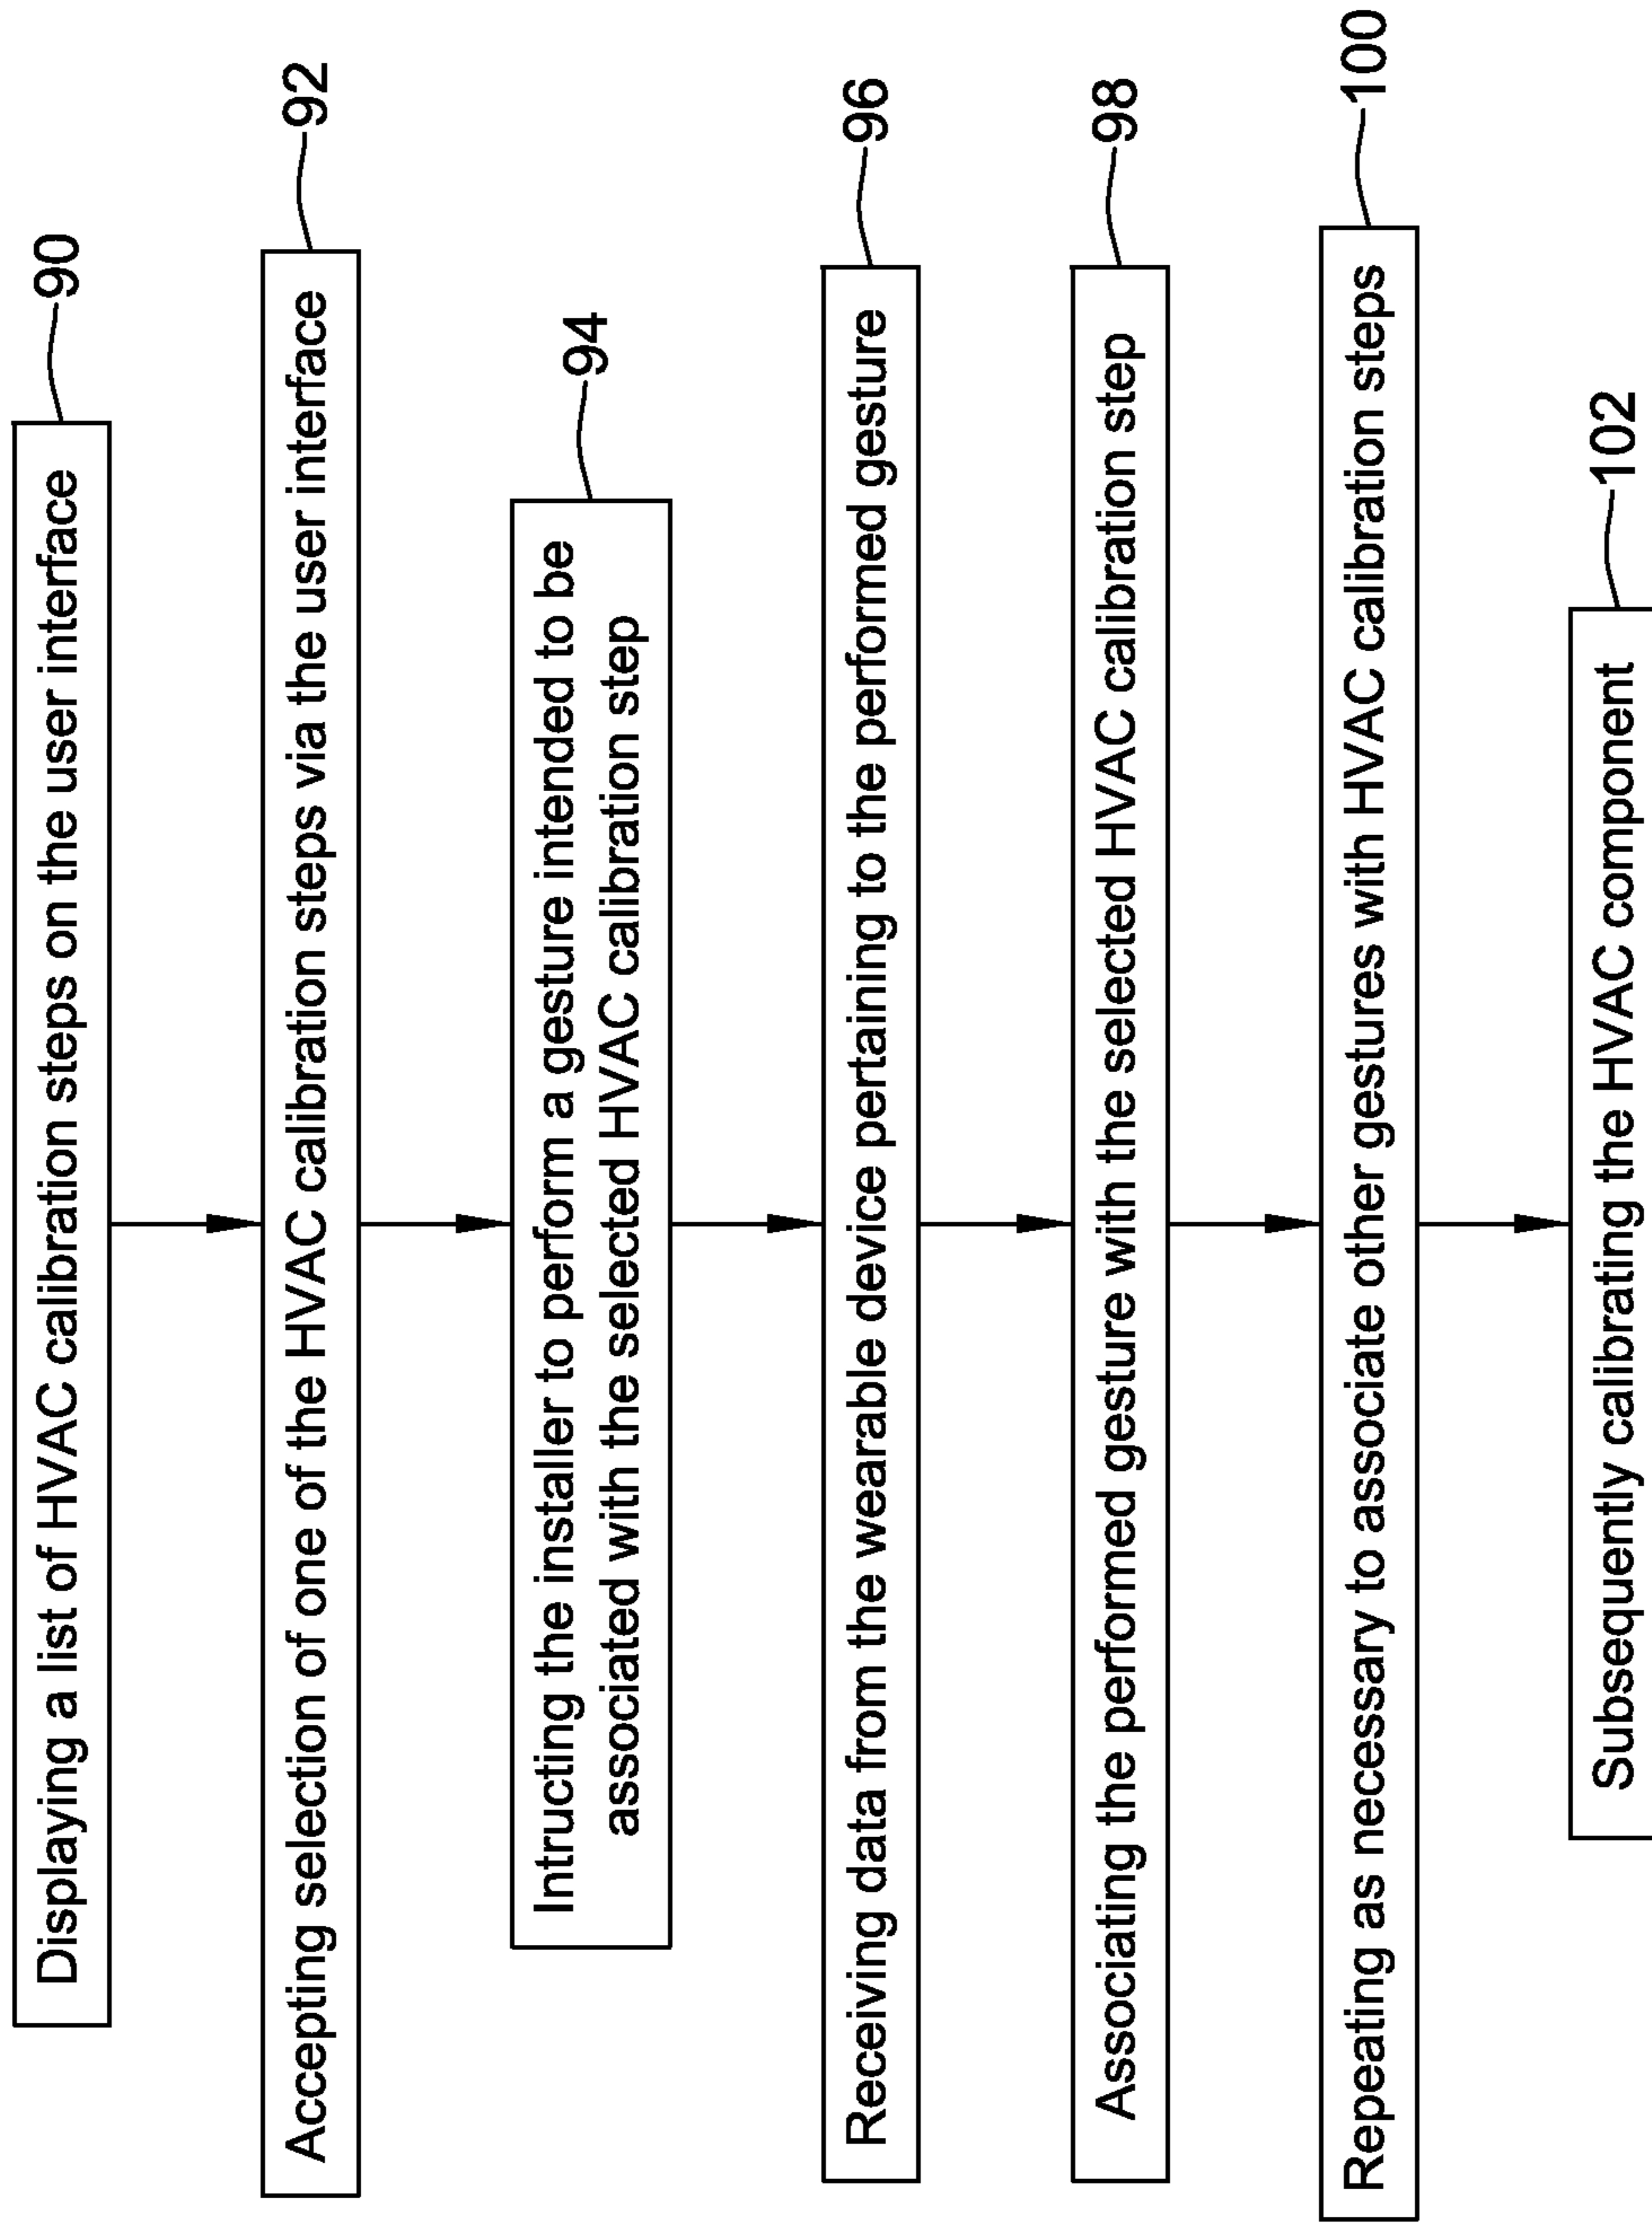 Displaying a list of HVAC calibration steps on the user interface
90
Accepting selection of one of the HVAC calibration steps via the user interface
92
Intructing the installer to perform a gesture intended to be
associated with the selected HVAC calibration step
94
Receiving data from the wearable device pertaining to the performed gesture
96
Associating the performed gesture with the selected HVAC calibration step
98
Repeating as necessary to associate other gestures with HVAC calibration steps
100
Subsequently calibrating the HVAC component
102